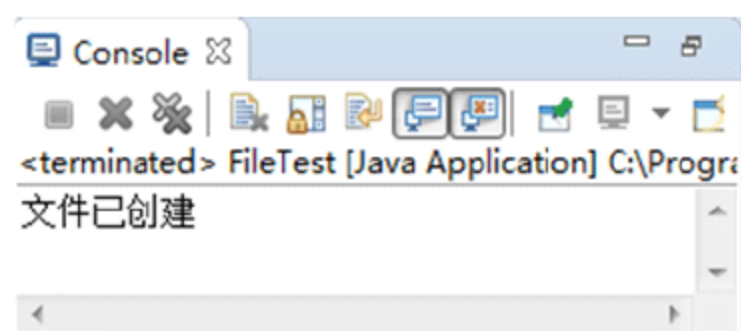 Console
<terminated> FileTest [Java Application] C:\Progra
文件已创建